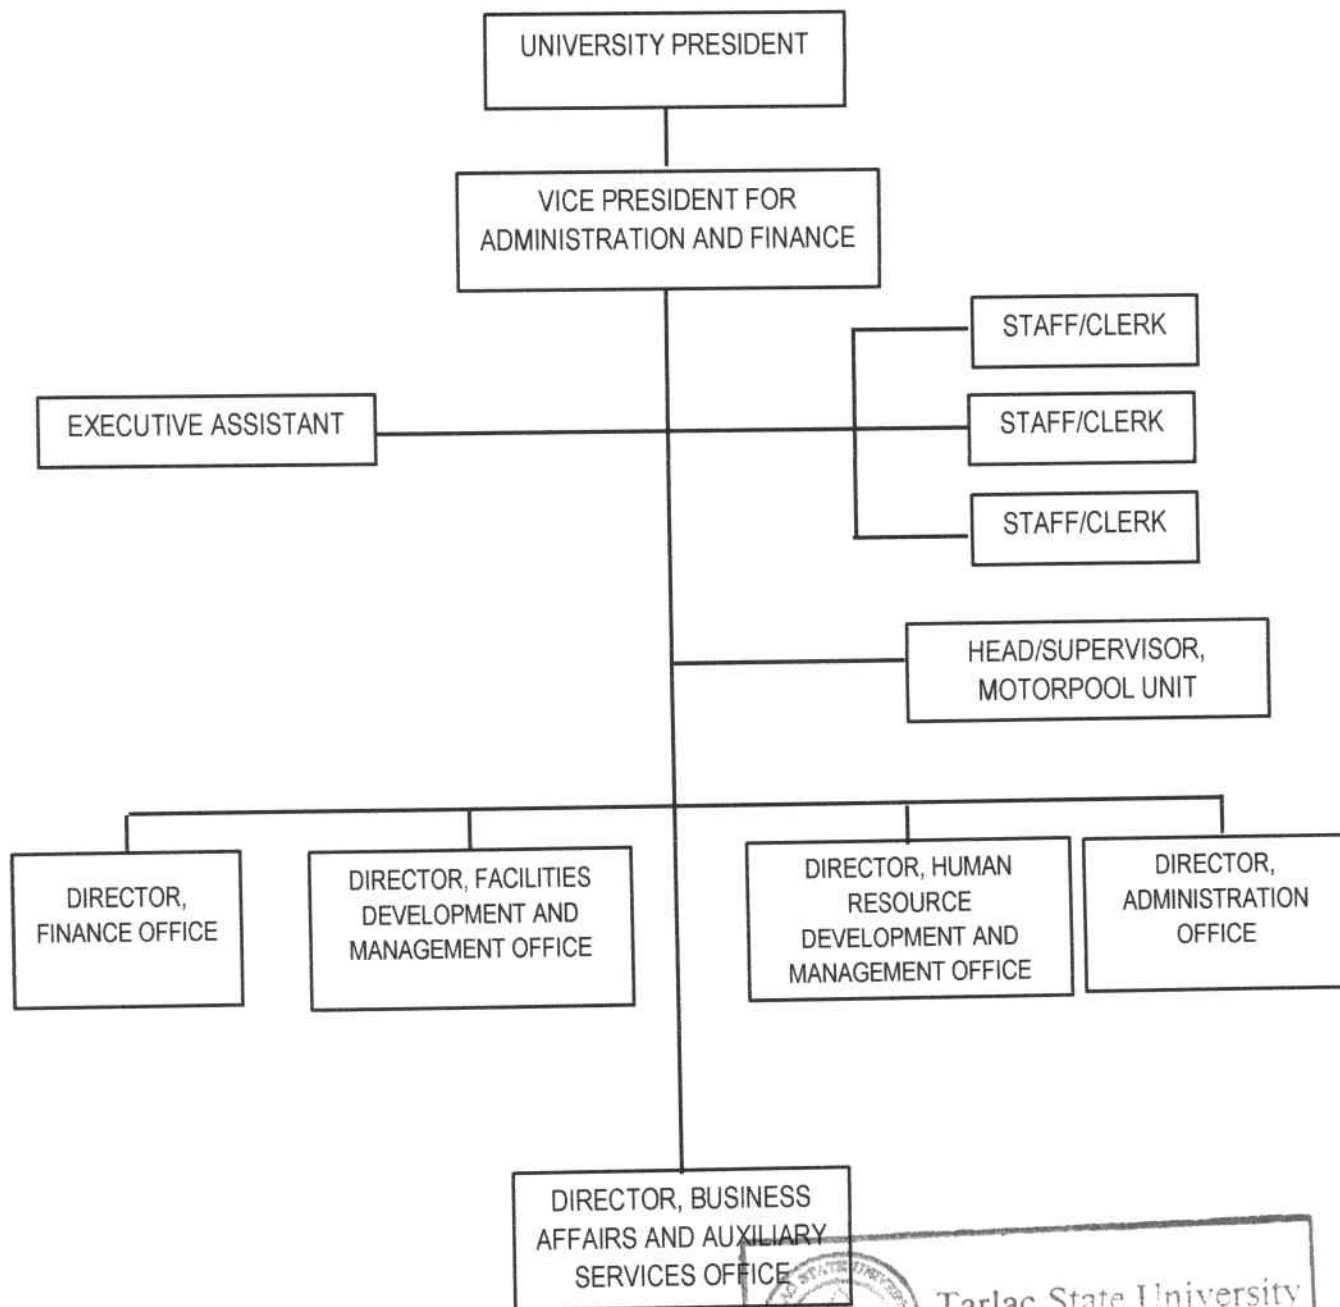 UNIVERSITY PRESIDENT
VICE PRESIDENT FOR
ADMINISTRATION AND FINANCE
STAFF/CLERK
EXECUTIVE ASSISTANT
STAFF/CLERK
STAFF/CLERK
HEAD/SUPERVISOR,
MOTORPOOL UNIT
DIRECTOR,
FINANCE OFFICE
DIRECTOR, FACILITIES
DEVELOPMENT AND
MANAGEMENT OFFICE
DIRECTOR, HUMAN
RESOURCE
DEVELOPMENT AND
MANAGEMENT OFFICE
DIRECTOR,
ADMINISTRATION
OFFICE
DIRECTOR, BUSINESS
AFFAIRS AND AUXILIARY
SERVICES OFFICE
STATE
Tarlac State University